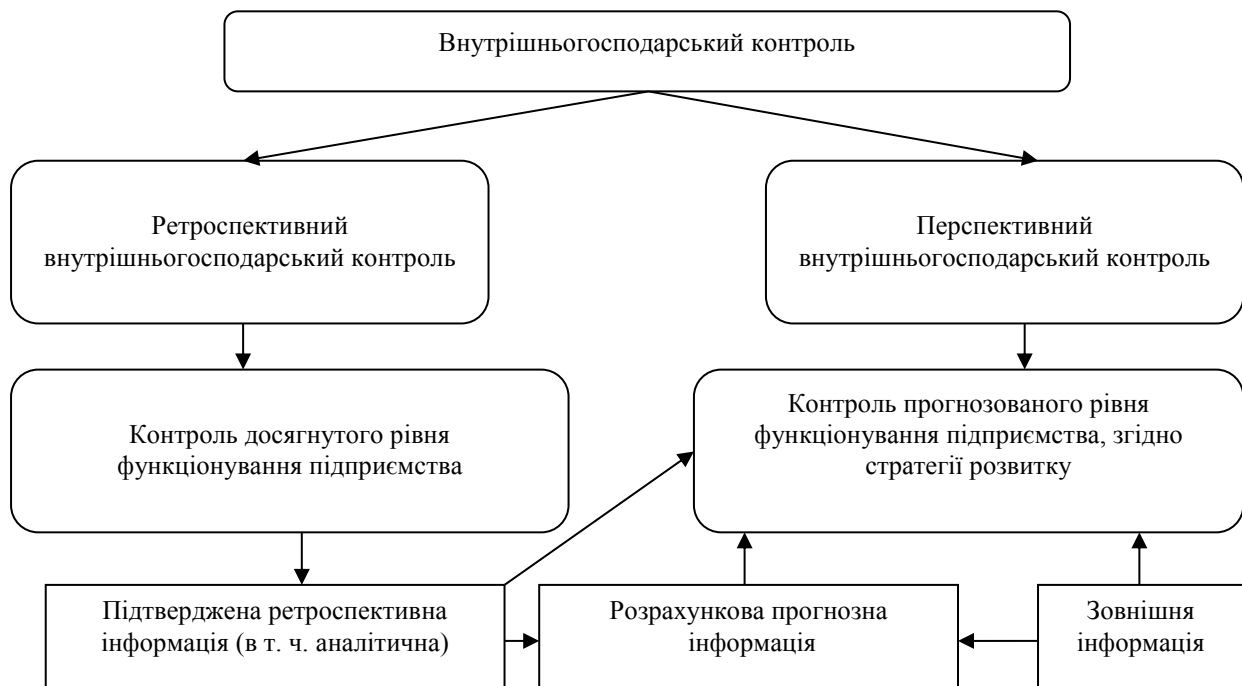 Внутрішньогосподарський контроль
Ретроспективний
внутрішньогосподарський контроль
Перспективний
внутрішньогосподарський контроль
Контроль досягнутого рівня
функціонування підприємства
Контроль прогнозованого рівня
функціонування підприємства, згідно
стратегії розвитку
Підтверджена ретроспективна
інформація (в т. ч. аналітична)
Розрахункова прогнозна
інформація
Зовнішня
інформація